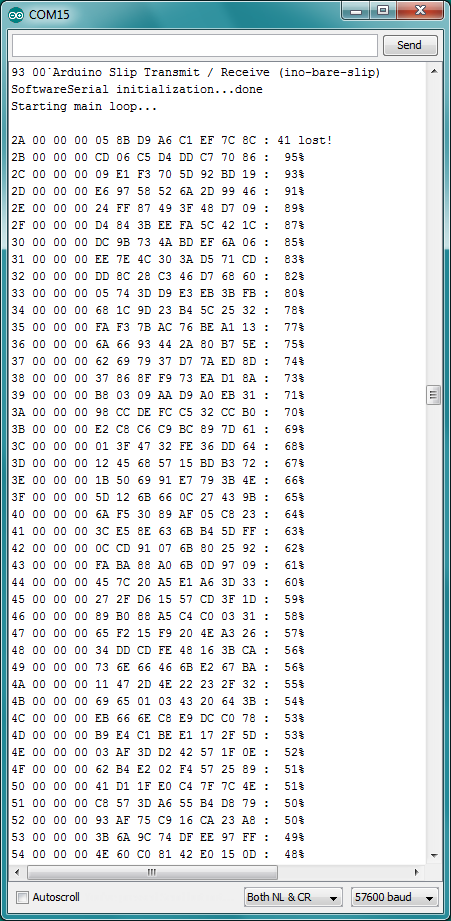 COM15
Send
93 00`Arduino Slip Transmit / Receive (ino-bare-slip)
SoftwareSerial initialization...done
Starting main loop...
2A 00 00 00 05 8B D9 A6 C1 EF 7C 8C : 41 lost!
2B 00 00 00 CD 06 C5 D4 DD C7 70 86 :  95%
2C 00 00 00 09 E1 F3 70 5D 92 BD 19 :  93%
2D 00 00 00 E6 97 58 52 6A 2D 99 46 :  91%
2E 00 00 00 24 FF 87 49 3F 48 D7 09 :  89%
2F 00 00 00 D4 84 3B EE FA 5C 42 1C :  87%
30 00 00 00 DC 9B 73 4A BD EF 6A 06 :  85%
31 00 00 00 EE 7E 4C 30 3A D5 71 CD :  83%
32 00 00 00 DD 8C 28 C3 46 D7 68 60 :  82%
33 00 00 00 05 74 3D D9 E3 EB 3B FB :  80%
34 00 00 00 68 1C 9D 23 B4 5C 25 32 :  78%
35 00 00 00 FA F3 7B AC 76 BE A1 13 :  77%
36 00 00 00 6A 66 93 44 2A 80 B7 5E :  75%
37 00 00 00 62 69 79 37 D7 7A ED 8D :  74%
38 00 00 00 37 86 8F F9 73 EA D1 8A :  73%
39 00 00 00 B8 03 09 AA D9 A0 EB 31 :  71%
3A 00 00 00 98 CC DE FC C5 32 CC B0 :  70%
3B 00 00 00 E2 C8 C6 C9 BC 89 7D 61 :  69%
3C 00 00 00 01 3F 47 32 FE 36 DD 64 :  68%
3D 00 00 00 12 45 68 57 15 BD B3 72 :  67%
3E 00 00 00 1B 50 69 91 E7 79 3B 4E :  66%
3F 00 00 00 5D 12 6B 66 0C 27 43 9B :  65%
40 00 00 00 6A F5 30 89 AF 05 C8 23 :  64%
41 00 00 00 3C E5 8E 63 6B B4 5D FF :  63%
42 00 00 00 0C CD 91 07 6B 80 25 92 :  62%
43 00 00 00 FA BA 88 A0 6B 0D 97 09 :  61%
44 00 00 00 45 7C 20 A5 E1 A6 3D 33 :  60%
45 00 00 00 27 2F D6 15 57 CD 3F 1D :  59%
46 00 00 00 89 B0 88 A5 C4 C0 03 31 :  58%
47 00 00 00 65 F2 15 F9 20 4E A3 26 :  57%
48 00 00 00 34 DD CD FE 48 16 3B CA :  56%
49 00 00 00 73 6E 66 46 6B E2 67 BA :  56%
4A 00 00 00 11 47 2D 4E 22 23 2F 32 :  55%
4B 00 00 00 69 65 01 03 43 20 64 3B :  54%
4C 00 00 00 EB 66 6E C8 E9 DC C0 78 :  53%
4D 00 00 00 B9 E4 C1 BE E1 17 2F 5D :  53%
4E 00 00 00 03 AF 3D D2 42 57 1F 0E :  52%
4F 00 00 00 62 B4 E2 02 F4 57 25 89 :  51%
50 00 00 00 41 D1 1F E0 C4 7F 7C 4E :  51%
51 00 00 00 C8 57 3D A6 55 B4 D8 79 :  50%
52 00 00 00 93 AF 75 C9 16 CA 23 A8 :  50%
53 00 00 00 3B 6A 9C 74 DF EE 97 FF :  49%
54 00 00 00 4E 60 C0 81 42 E0 15 0D :  48%
Autoscroll
Both NL & CR
57600 baud